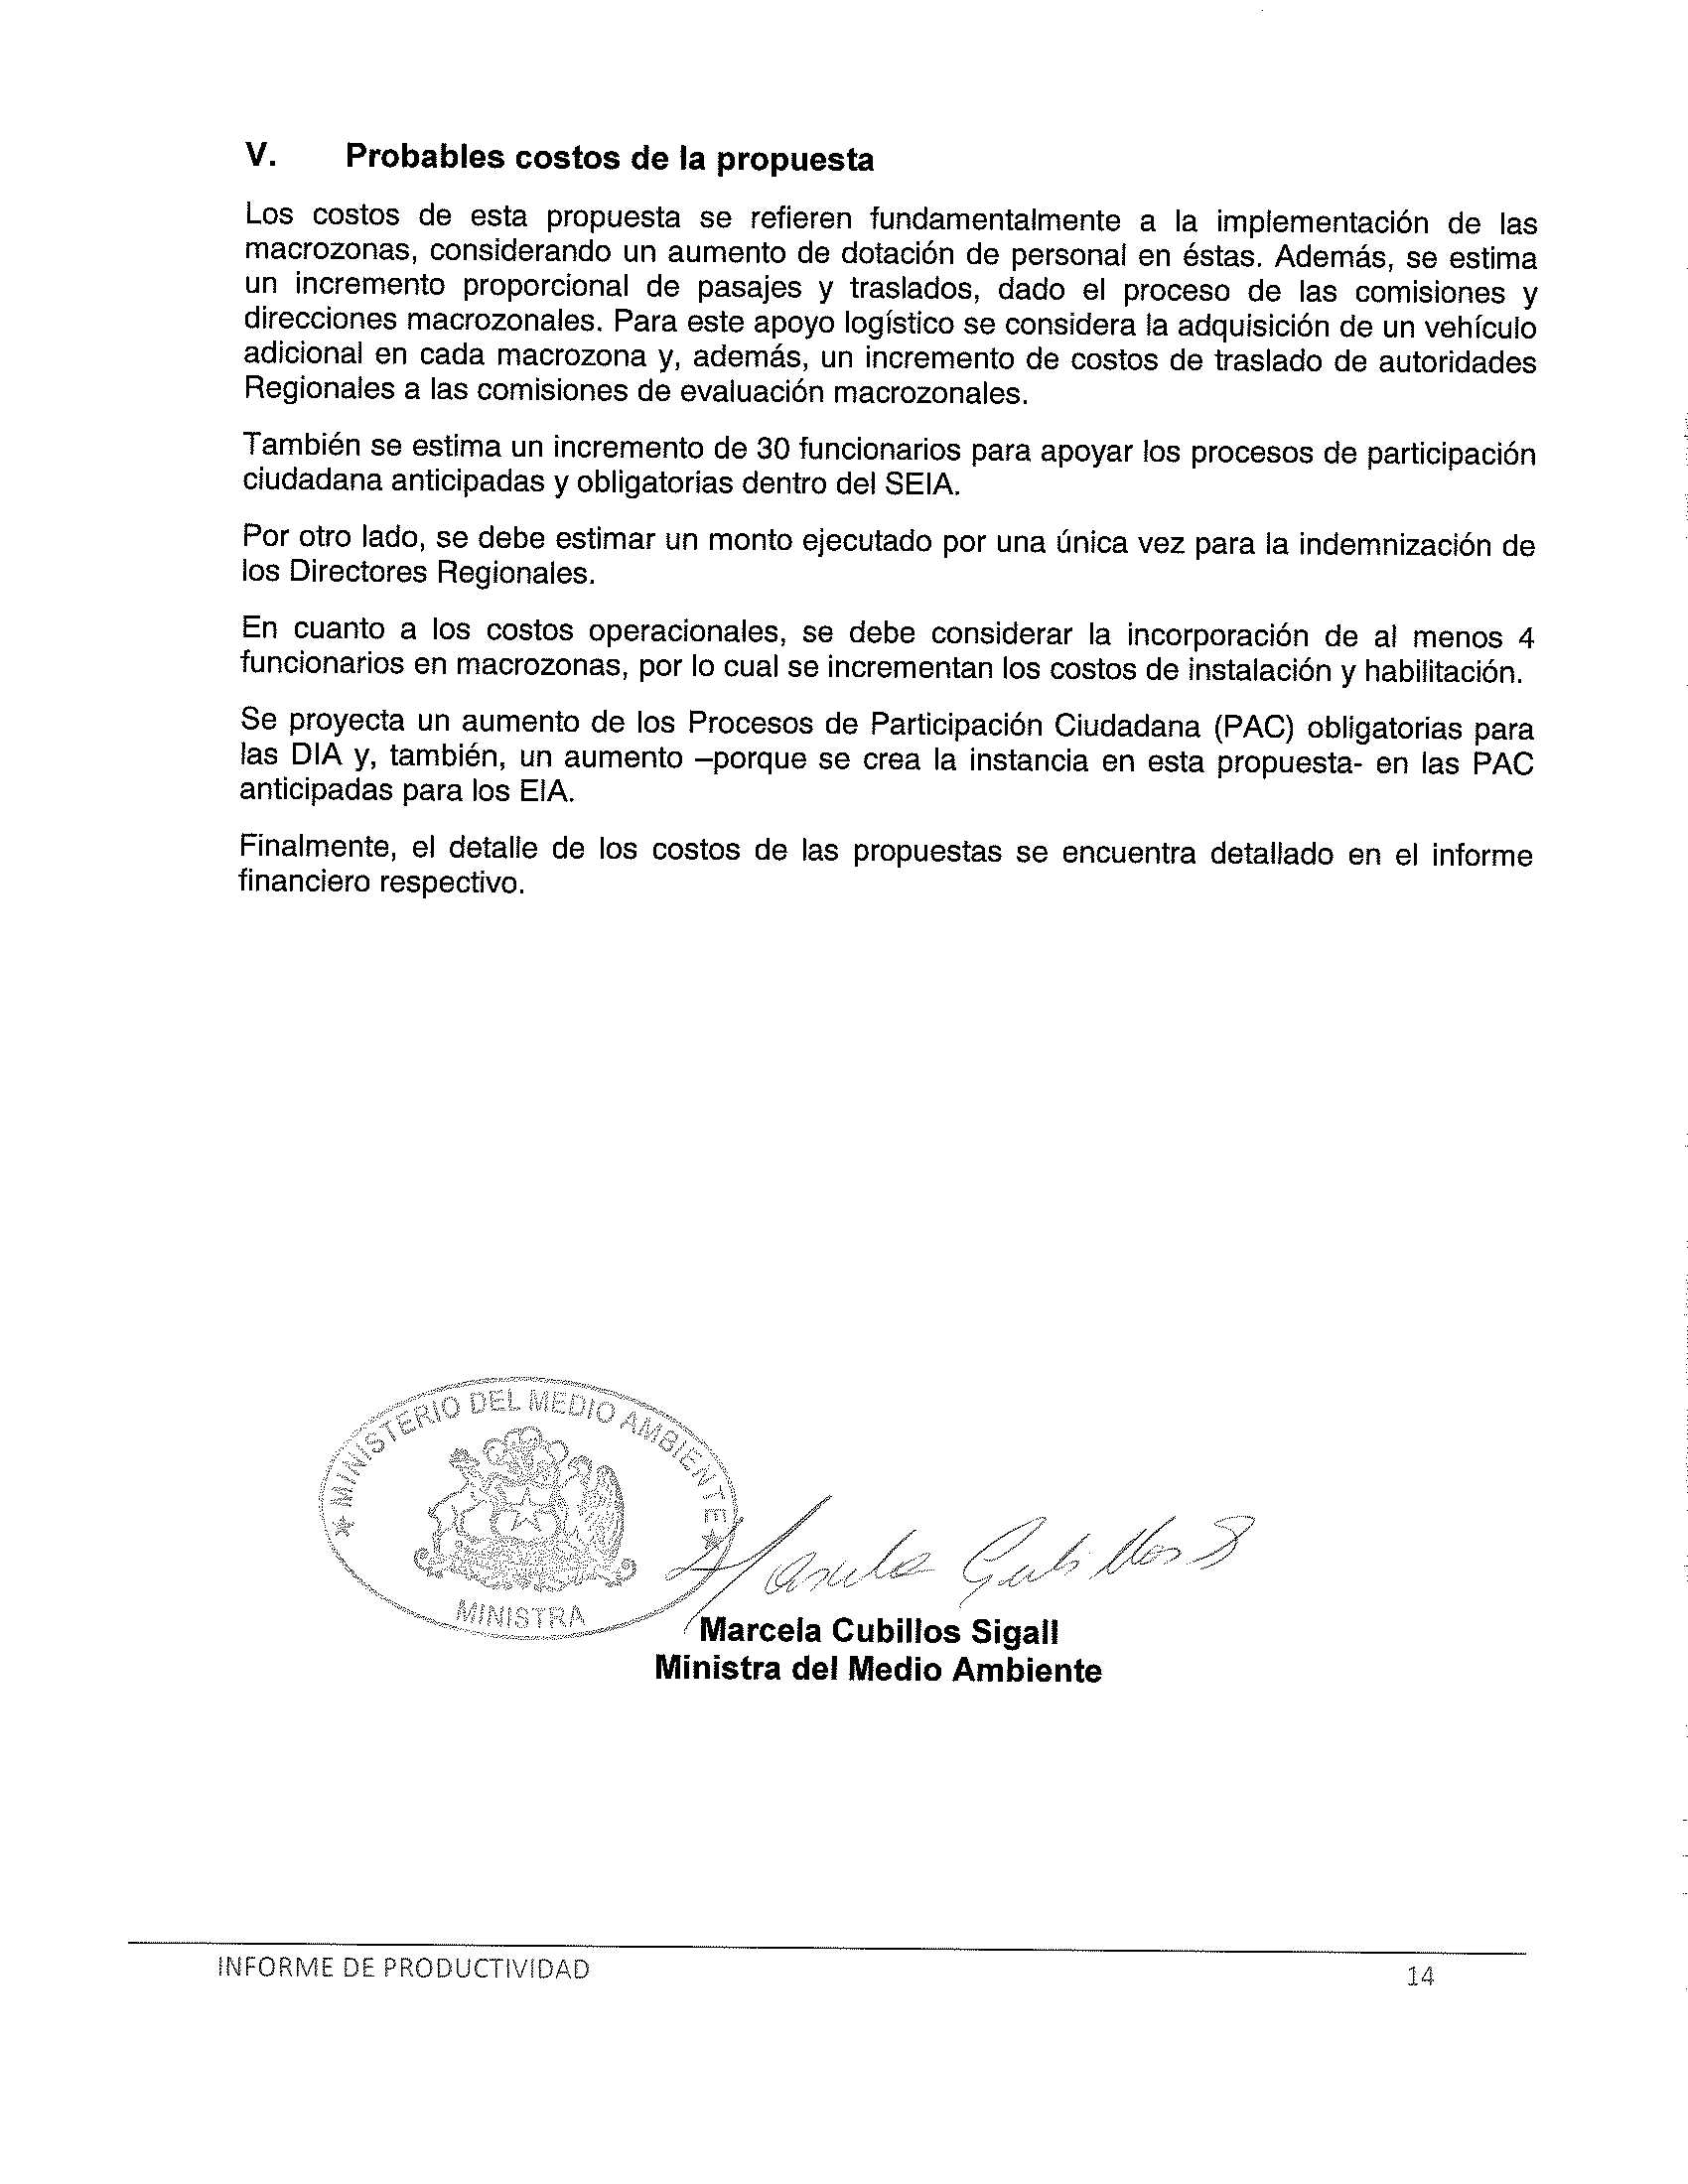 V. Probables costos de la propuesta
Los costos de esta propuesta se refieren fundamentalmente a la implementación de las
macrozonas, considerando un aumento de dotación de personal en éstas. Además, se estima
un incremento proporcional de pasajes y traslados, dado el proceso de las comisiones y
direcciones macrozonales. Para este apoyo logístico se considera la adquisición de un vehículo
adicional en cada macrozona y, además, un incremento de costos de traslado de autoridades
Regionales a las comisiones de evaluación macrozonales.
También se estima un incremento de 30 funcionarios para apoyar los procesos de participación
ciudadana anticipadas y obligatorias dentro del SEIA.
Por otro lado, se debe estimar un monto ejecutado por una única vez para la indemnización de
los Directores Regionales.
En cuanto a los costos operacionales, se debe considerar la incorporación de al menos 4
funcionarios en macrozonas, por lo cual se incrementan los costos de instalación y habilitación.
Se proyecta un aumento de los Procesos de Participación Ciudadana (PAC) obligatorias para
las DIA y, también, un aumento –porque se crea la instancia en esta propuesta- en las PAC
anticipadas para los EIA.
Finalmente, el detalle de los costos de las propuestas se encuentra detallado en el informe
financiero respectivo.
★ MINISTERIO DEL MEDIO AMBIENTE ★
MINISTRA
Marcela Cubillos S
Marcela Cubillos Sigall
Ministra del Medio Ambiente
INFORME DE PRODUCTIVIDAD 14